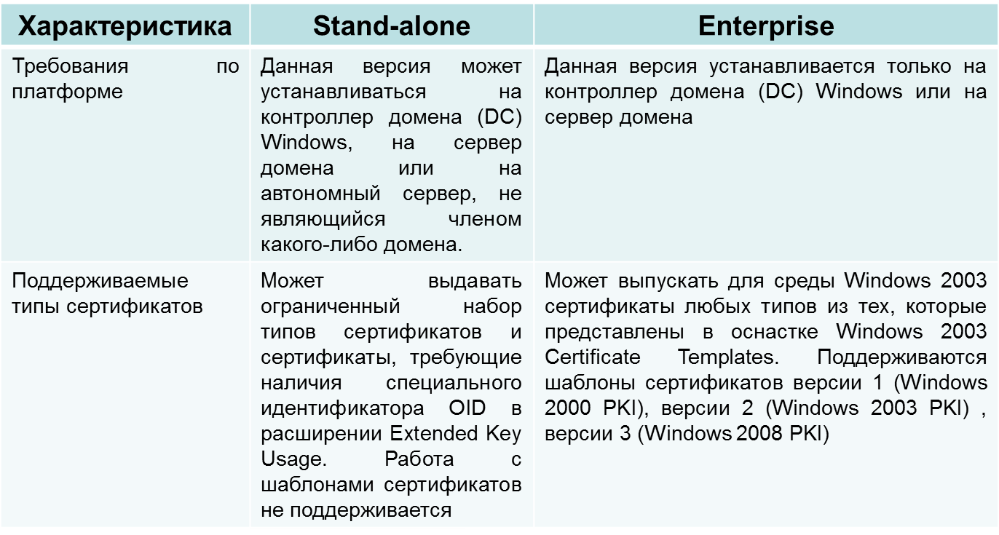 Характеристика
Stand-alone
Enterprise
Требования по
платформе
Данная версия может
устанавливаться на
контроллер домена (DC)
Windows, на сервер
домена или на
автономный сервер, не
являющийся членом
какого-либо домена.
Данная версия устанавливается только на
контроллер домена (DC) Windows или на
сервер домена
Поддерживаемые
типы сертификатов
Может выдавать
ограниченный набор
типов сертификатов и
сертификаты, требующие
наличия специального
идентификатора OID в
расширении Extended Key
Usage. Работа с
шаблонами сертификатов
не поддерживается
Может выпускать для среды Windows 2003
сертификаты любых типов из тех, которые
представлены в оснастке Windows 2003
Certificate Templates. Поддерживаются
шаблоны сертификатов версии 1 (Windows
2000 PKI), версии 2 (Windows 2003 PKI) ,
версии 3 (Windows 2008 PKI)